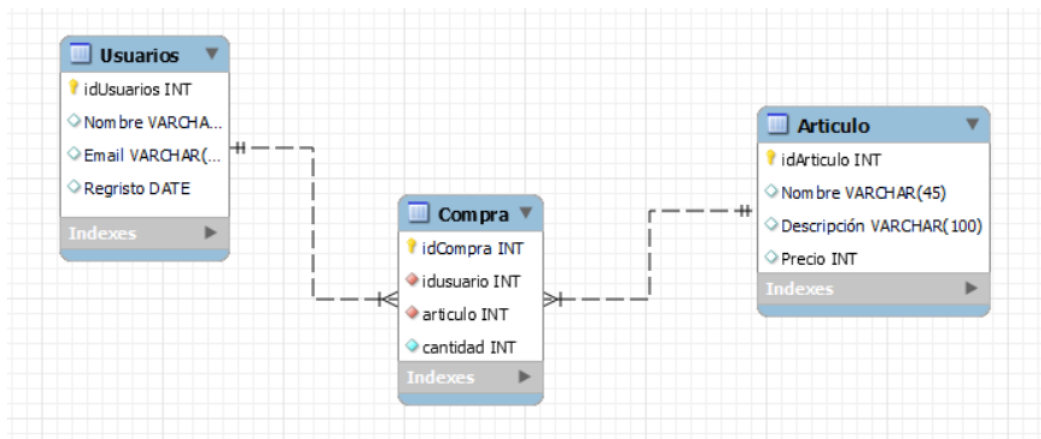 Usuarios
idUsuarios INT
Nombre VARCHA...
Email VARCHAR(...
Regristo DATE
Indexes
Compra
idCompra INT
idusuario INT
articulo INT
cantidad INT
Indexes
Articulo
idArticulo INT
Nombre VARCHAR(45)
Descripción VARCHAR(100)
Precio INT
Indexes